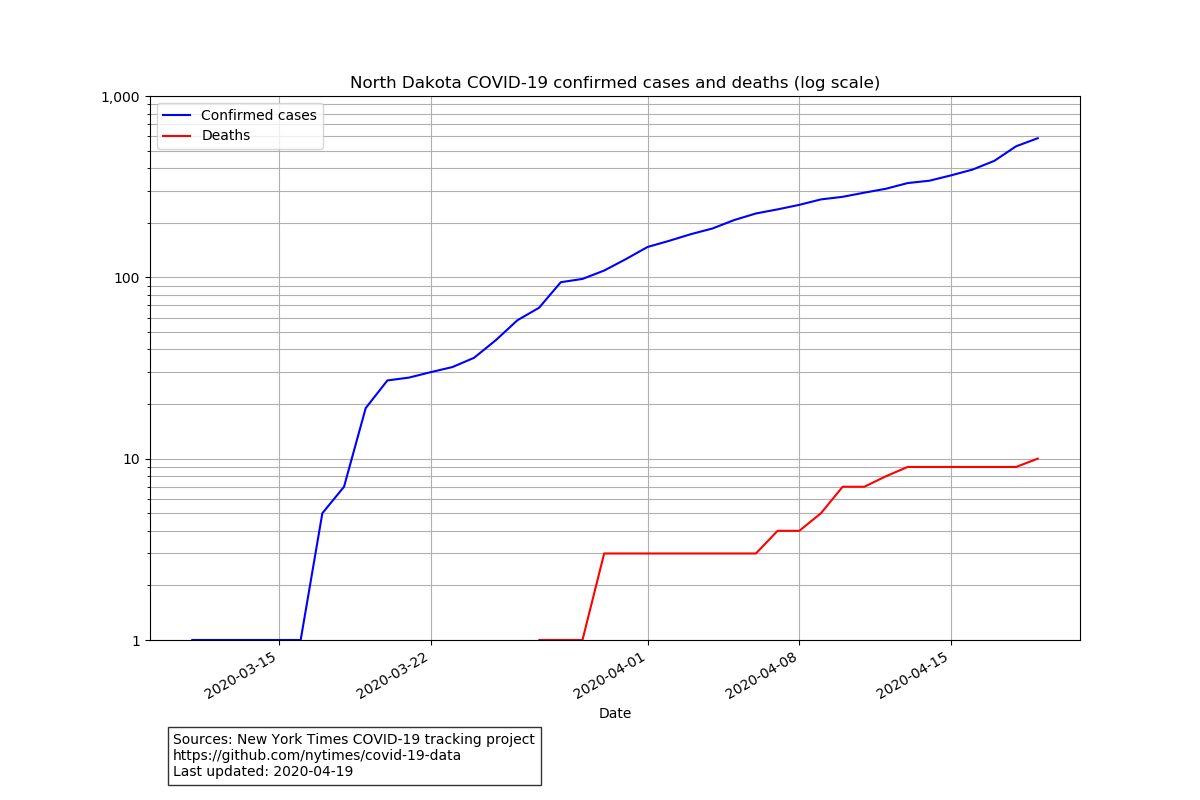 North Dakota COVID-19 confirmed cases and deaths (log scale)
1,000
100
10
1
Confirmed cases
Deaths
2020-03-15
2020-03-22
2020-04-01
2020-04-08
2020-04-15
Date
Sources: New York Times COVID-19 tracking project
https://github.com/nytimes/covid-19-data
Last updated: 2020-04-19